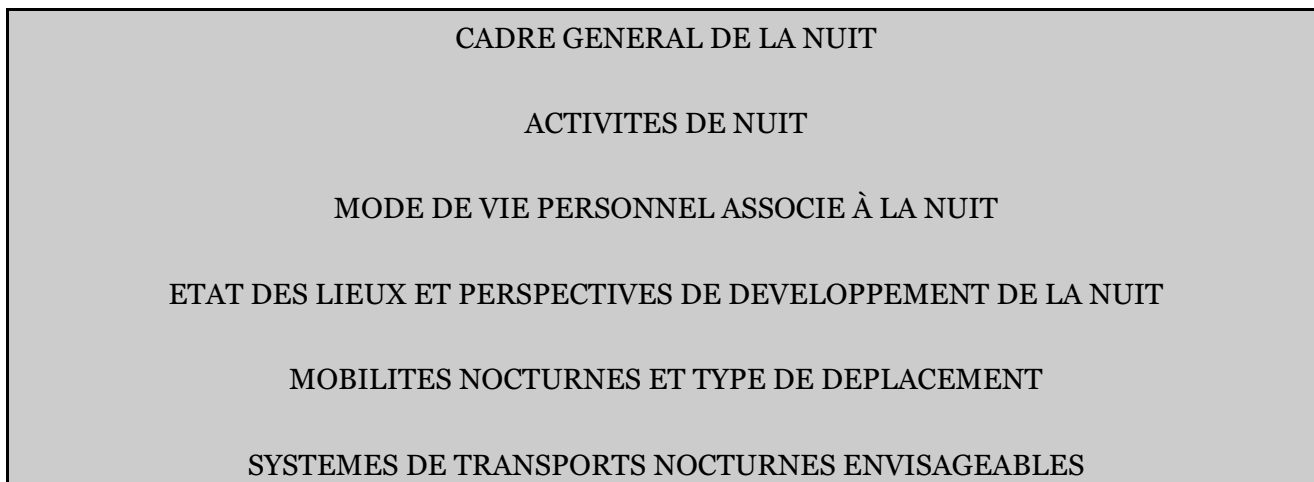 CADRE GENERAL DE LA NUIT
ACTIVITES DE NUIT
MODE DE VIE PERSONNEL ASSOCIE À LA NUIT
ETAT DES LIEUX ET PERSPECTIVES DE DEVELOPPEMENT DE LA NUIT
MOBILITES NOCTURNES ET TYPE DE DEPLACEMENT
SYSTEMES DE TRANSPORTS NOCTURNES ENVISAGEABLES